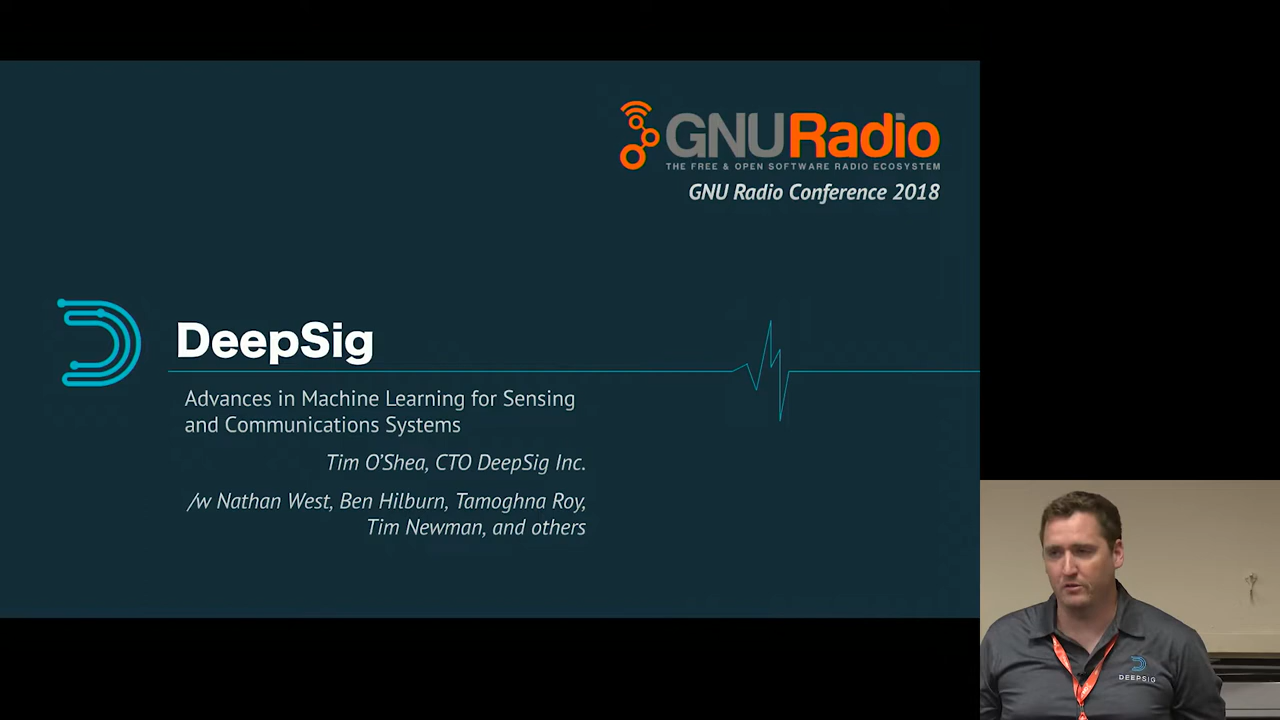 GNURadio
THE FREE & OPEN SOFTWARE RADIO ECOSYSTEM
GNU Radio Conference 2018
DeepSig
Advances in Machine Learning for Sensing
and Communications Systems
Tim O'Shea, CTO DeepSig Inc.
/w Nathan West, Ben Hilburn, Tamoghna Roy,
Tim Newman, and others
DEEPSIG